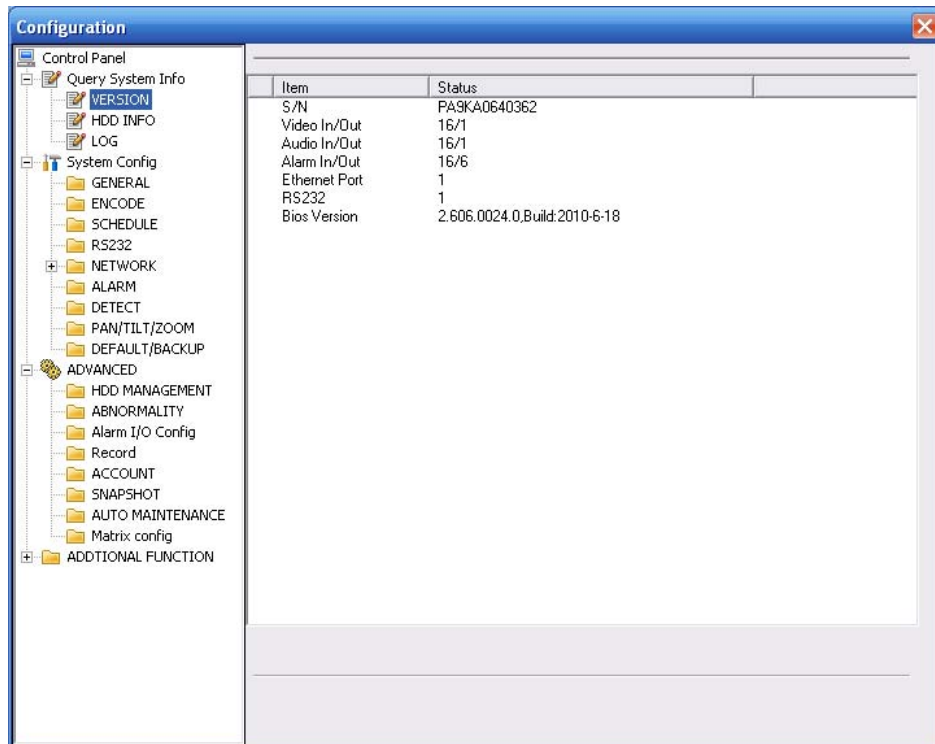 Configuration
Control Panel
Query System Info
VERSION
HDD INFO
LOG
System Config
GENERAL
ENCODE
SCHEDULE
RS232
NETWORK
ALARM
DETECT
PAN/TILT/ZOOM
DEFAULT/BACKUP
ADVANCED
HDD MANAGEMENT
ABNORMALITY
Alarm I/O Config
Record
ACCOUNT
SNAPSHOT
AUTO MAINTENANCE
Matrix config
ADDTIONAL FUNCTION
Item Status
S/N PA9KA0640362
Video In/Out 16/1
Audio In/Out 16/1
Alarm In/Out 16/6
Ethernet Port 1
RS232 1
Bios Version 2.606.0024.0,Build:2010-6-18